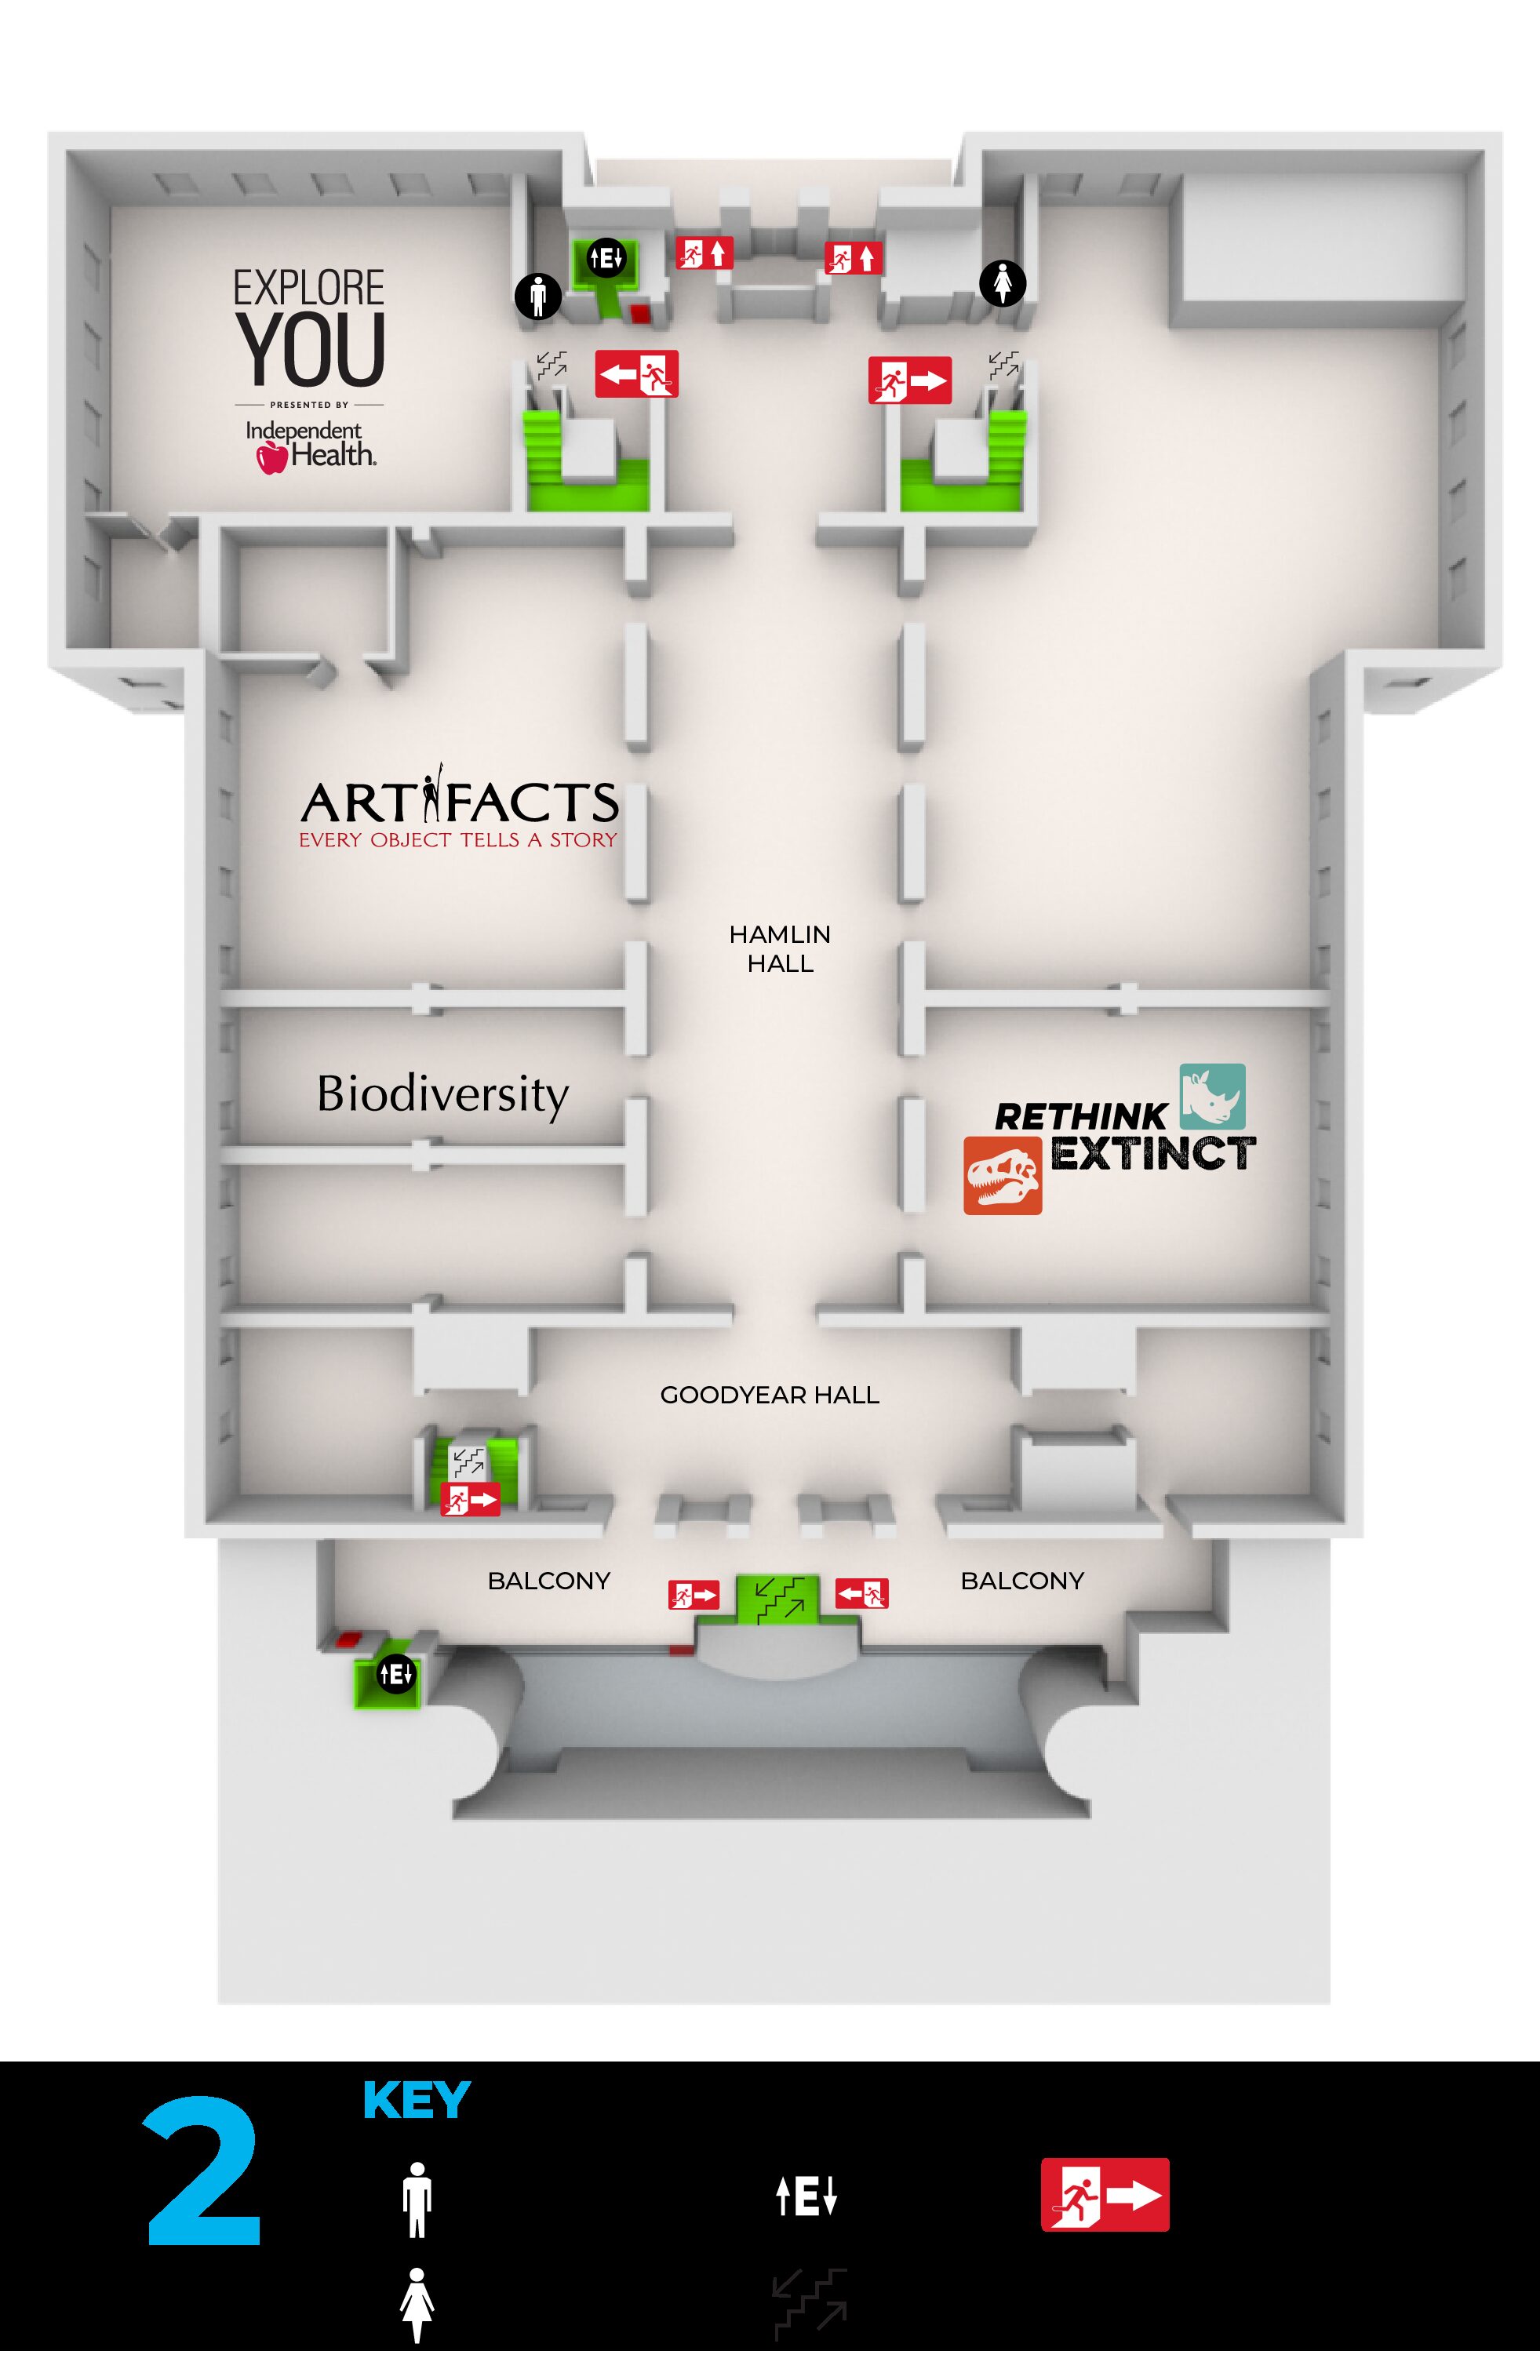 EXPLORE
YOU
PRESENTED BY
Independent
Health.
E
ARTIFACTS
EVERY OBJECT TELLS A STORY
HAMLIN
HALL
Biodiversity
RETHINK
EXTINCT
GOODYEAR HALL
BALCONY
BALCONY
E
2
KEY
E